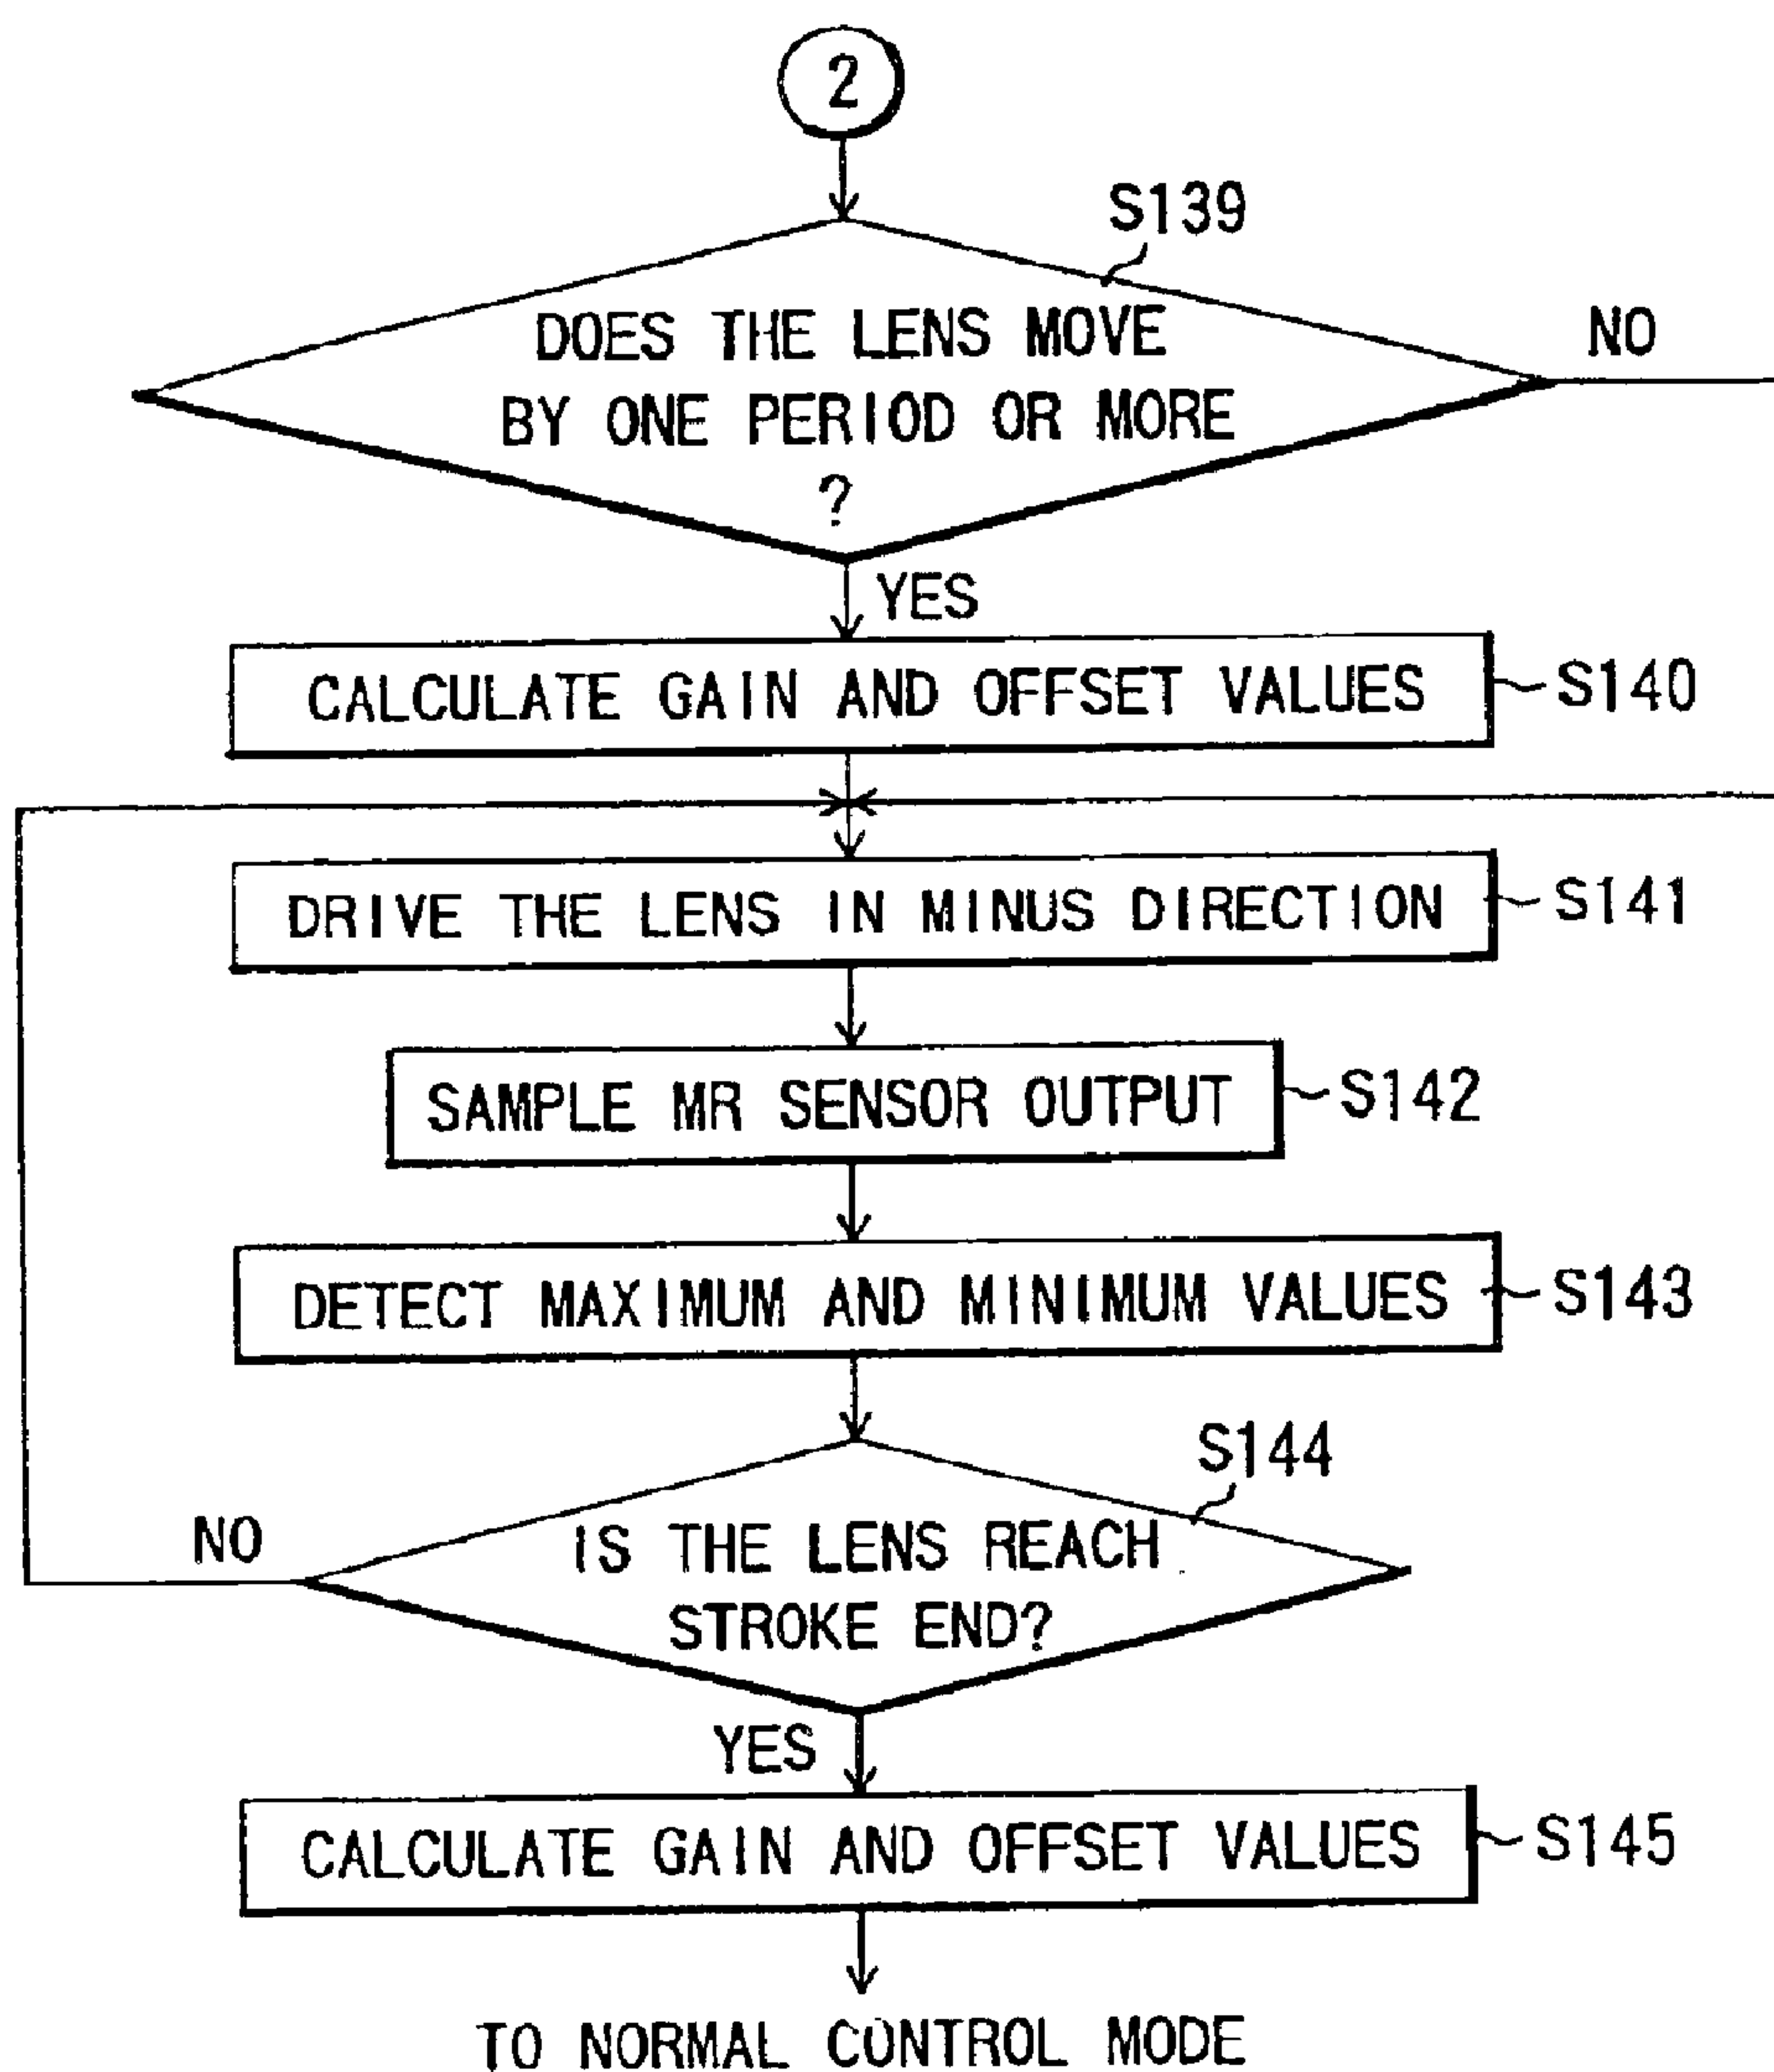 2
S139
DOES THE LENS MOVE
BY ONE PERIOD OR MORE
?
NO
YES
CALCULATE GAIN AND OFFSET VALUES
S140
DRIVE THE LENS IN MINUS DIRECTION
S141
SAMPLE MR SENSOR OUTPUT
S142
DETECT MAXIMUM AND MINIMUM VALUES
S143
S144
NO
IS THE LENS REACH
STROKE END?
YES
CALCULATE GAIN AND OFFSET VALUES
S145
TO NORMAL CONTROL MODE